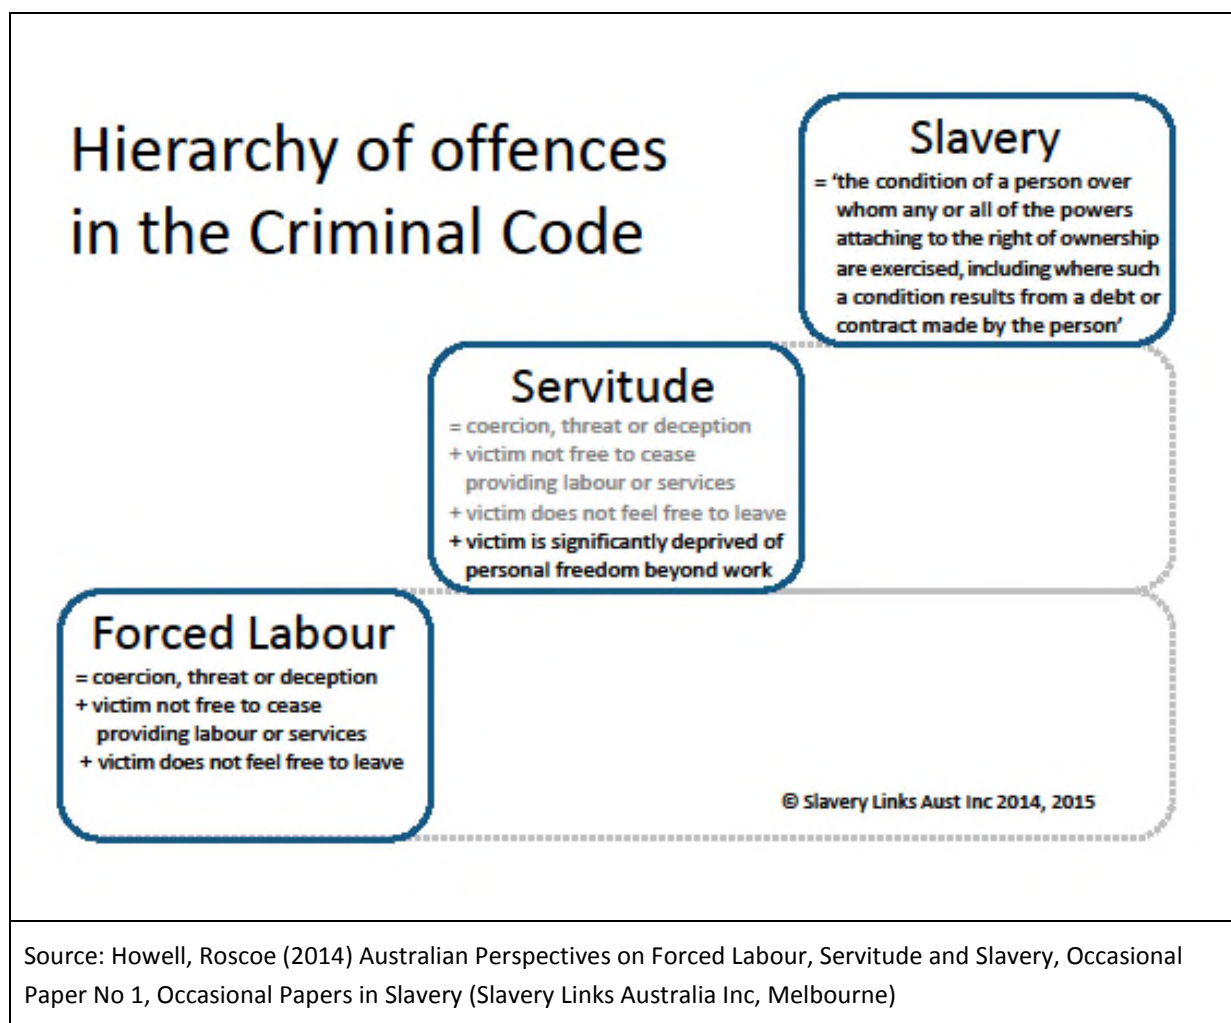 Hierarchy of offences
in the Criminal Code
Slavery
= ‘the condition of a person over
whom any or all of the powers
attaching to the right of ownership
are exercised, including where such
a condition results from a debt or
contract made by the person’
Servitude
= coercion, threat or deception
+ victim not free to cease
providing labour or services
+ victim does not feel free to leave
+ victim is significantly deprived of
personal freedom beyond work
Forced Labour
= coercion, threat or deception
+ victim not free to cease
providing labour or services
+ victim does not feel free to leave
© Slavery Links Aust Inc 2014, 2015
Source: Howell, Roscoe (2014) Australian Perspectives on Forced Labour, Servitude and Slavery, Occasional
Paper No 1, Occasional Papers in Slavery (Slavery Links Australia Inc, Melbourne)